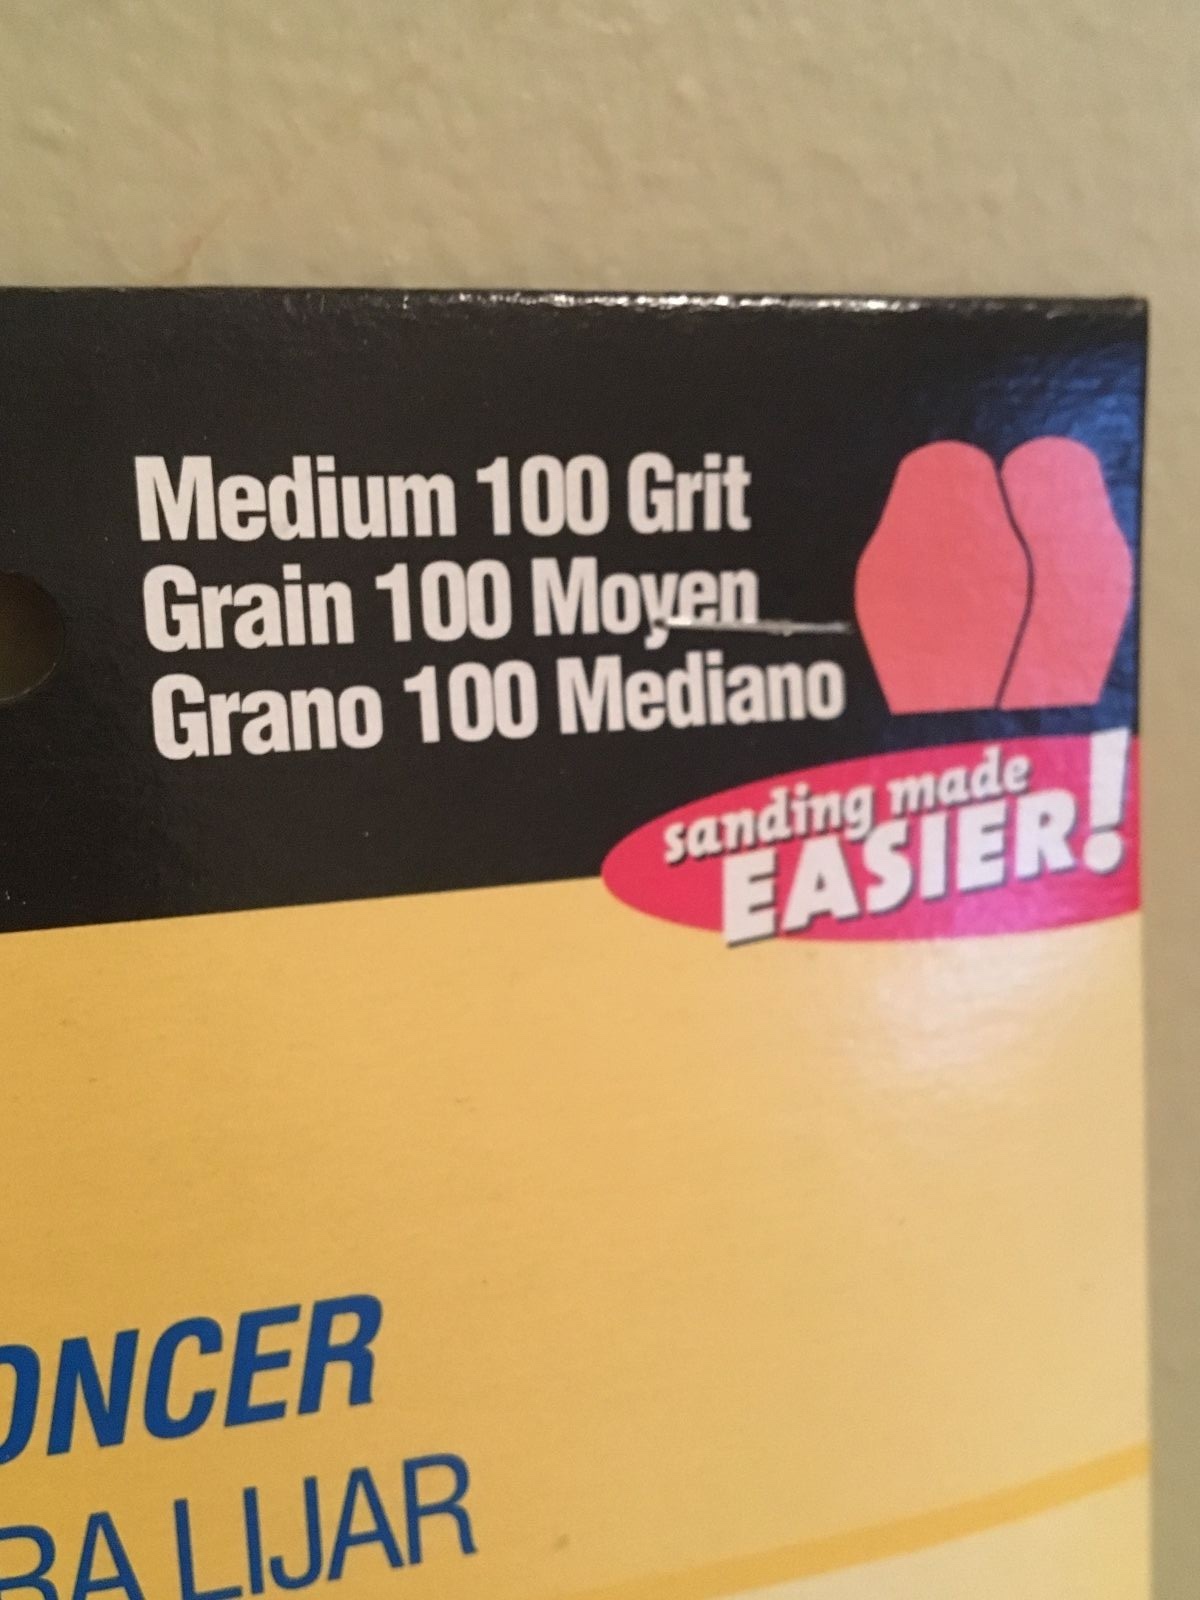 Medium 100 Grit
Grain 100 Moyen
Grano 100 Mediano
sanding made
EASIER!
ONCER
RA LIJAR